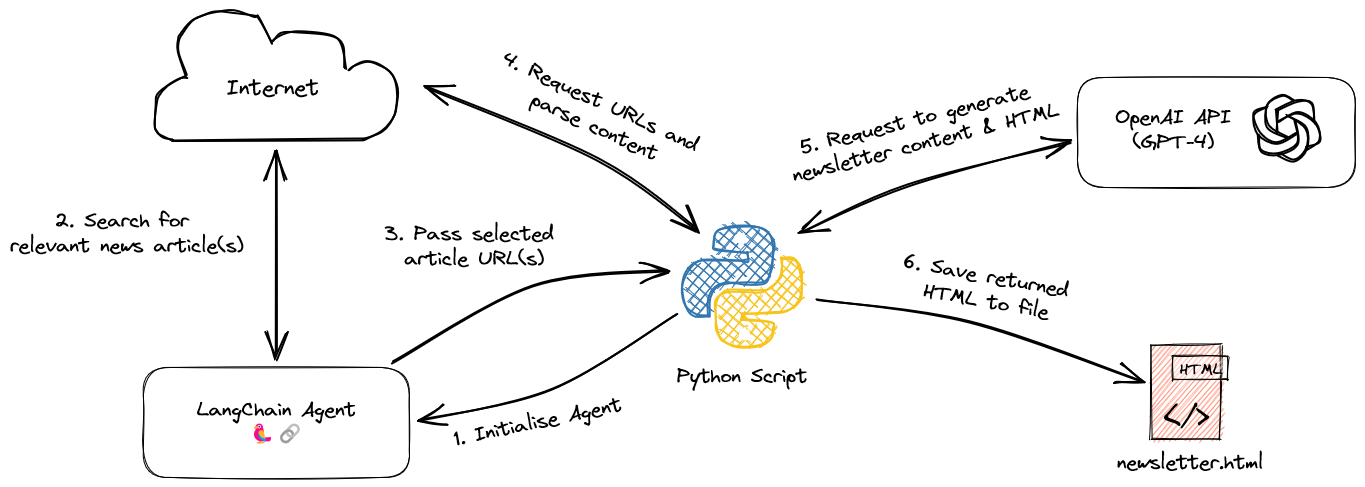 Internet
4. Request URLs and
parse content
5. Request to generate
newsletter content & HTML
OpenAI API
(GPT-4)
2. Search for
relevant news article(s)
3. Pass selected
article URL(s)
6. Save returned
HTML to file
Python Script
LangChain Agent
1. Initialise Agent
HTML
</>
newsletter.html